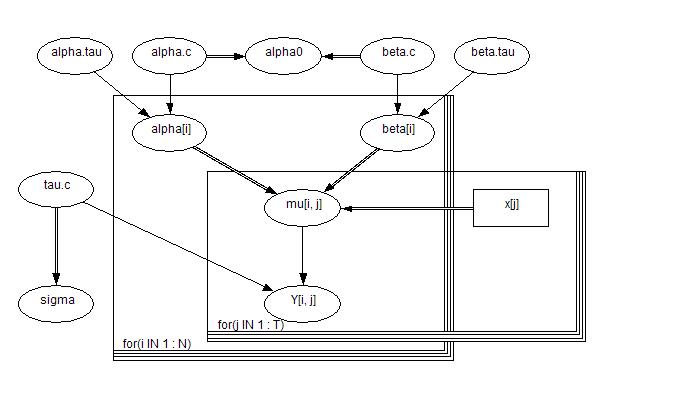 alpha.tau
alpha.c
alpha0
beta.c
beta.tau
alpha[i]
beta[i]
tau.c
mu[i, j]
x[j]
sigma
Y[i, j]
for(j IN 1 : T)
for(i IN 1 : N)